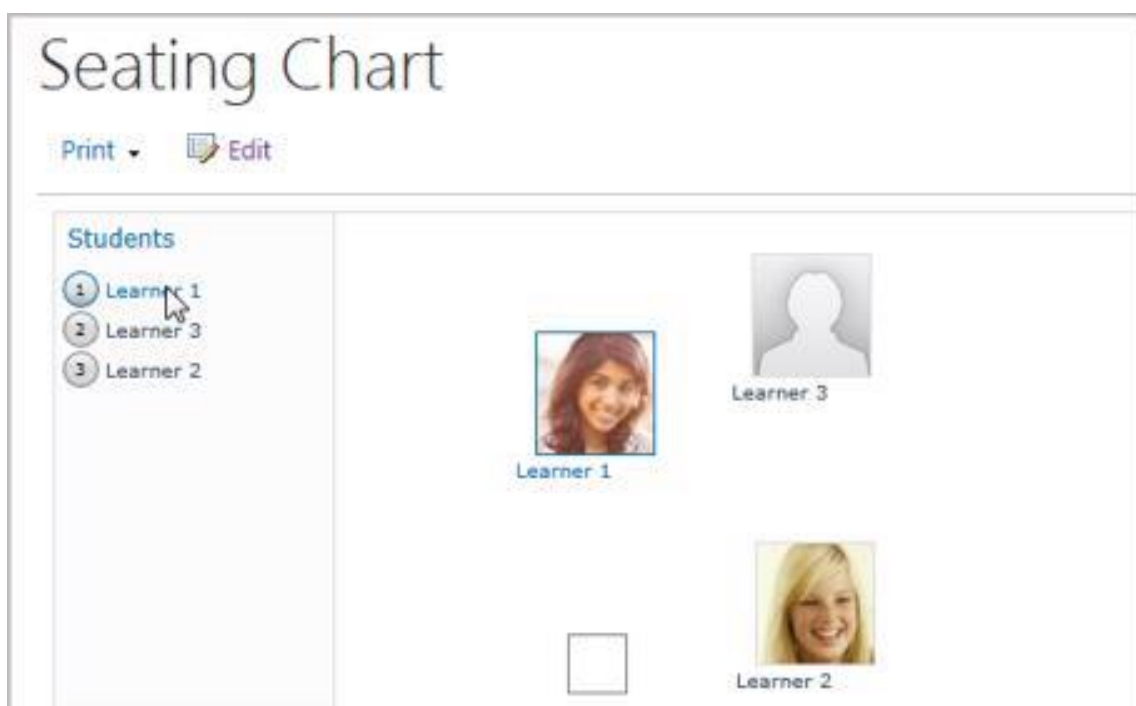 Seating Chart
Print Edit
Students
1 Learner 1
2 Learner 3
3 Learner 2
Learner 3
Learner 1
Learner 2